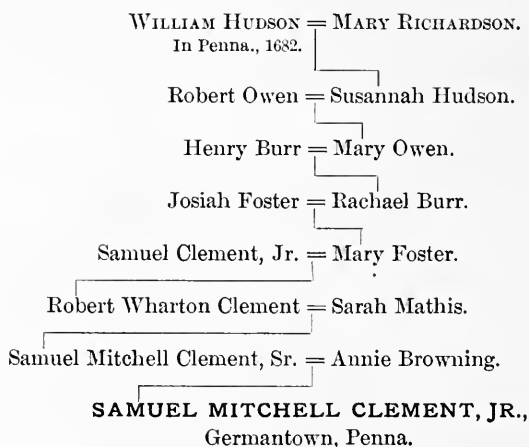 WILLIAM HUDSON = MARY RICHARDSON.
In Penna., 1682.
Robert Owen = Susannah Hudson.
Henry Burr = Mary Owen.
Josiah Foster = Rachael Burr.
Samuel Clement, Jr. = Mary Foster.
Robert Wharton Clement = Sarah Mathis.
Samuel Mitchell Clement, Sr. = Annie Browning.
SAMUEL MITCHELL CLEMENT, JR.,
Germantown, Penna.